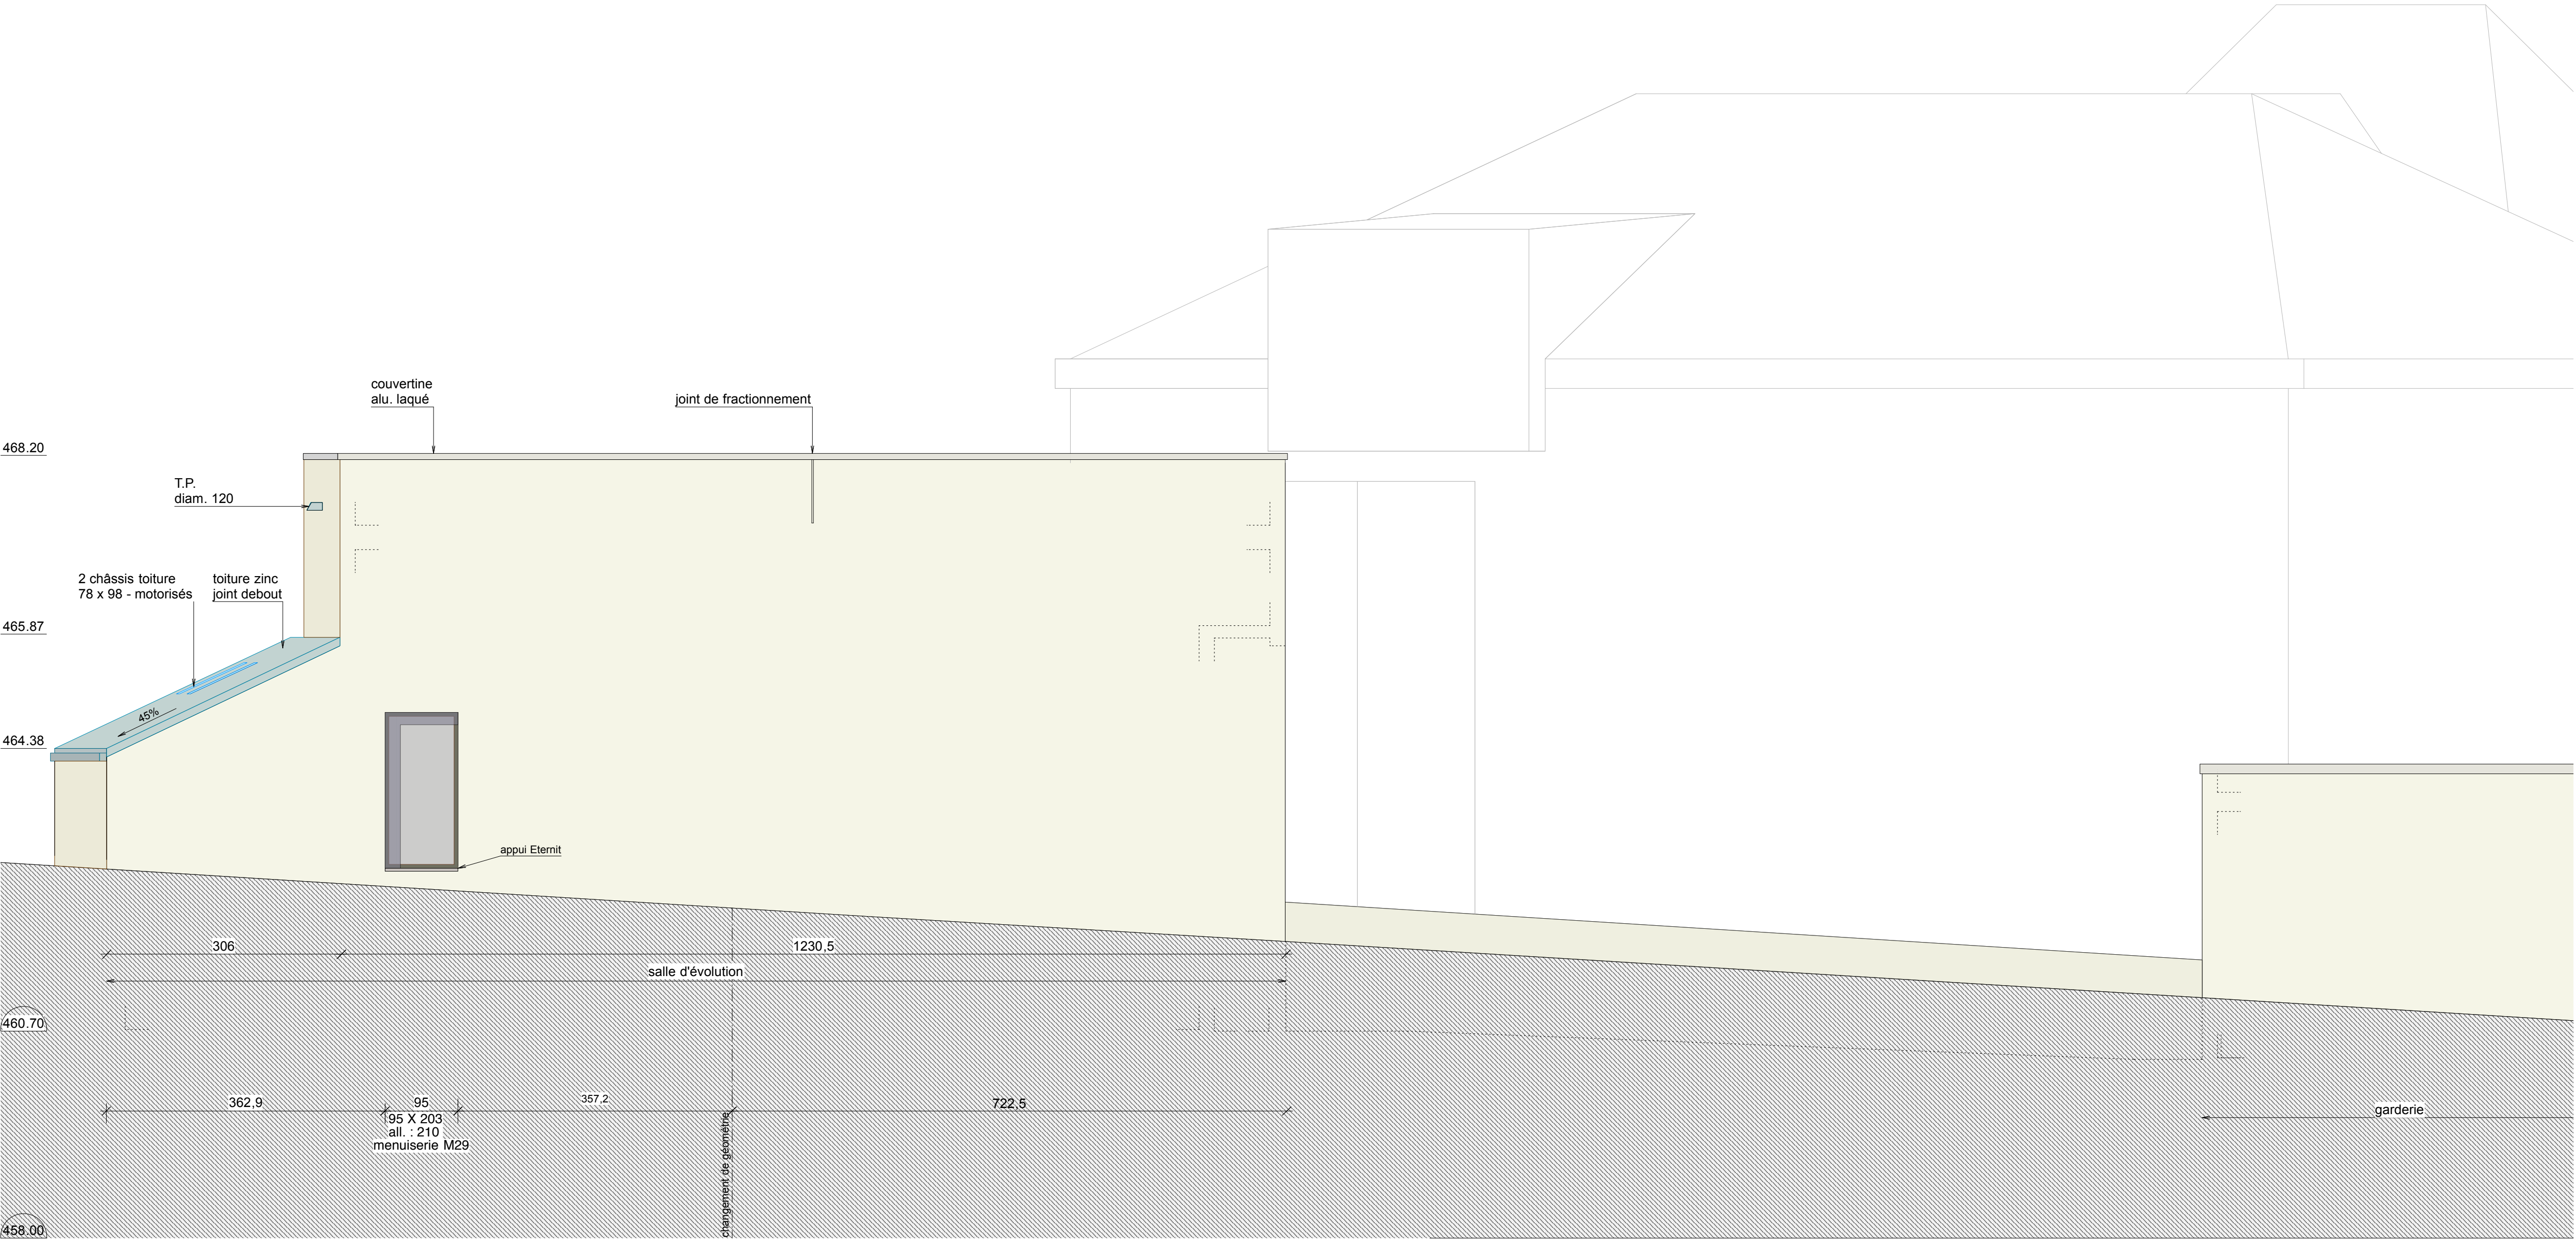 couvertine
alu. laqué
joint de fractionnement
468.20
T.P.
diam. 120
2 châssis toiture
78 x 98 - motorisés
toiture zinc
joint debout
465.87
45%
464.38
appui Eternit
306
1230,5
salle d'évolution
460.70
362,9
95
357,2
722,5
95 X 203
all. : 210
menuiserie M29
changement de géométrie
garderie
458.00